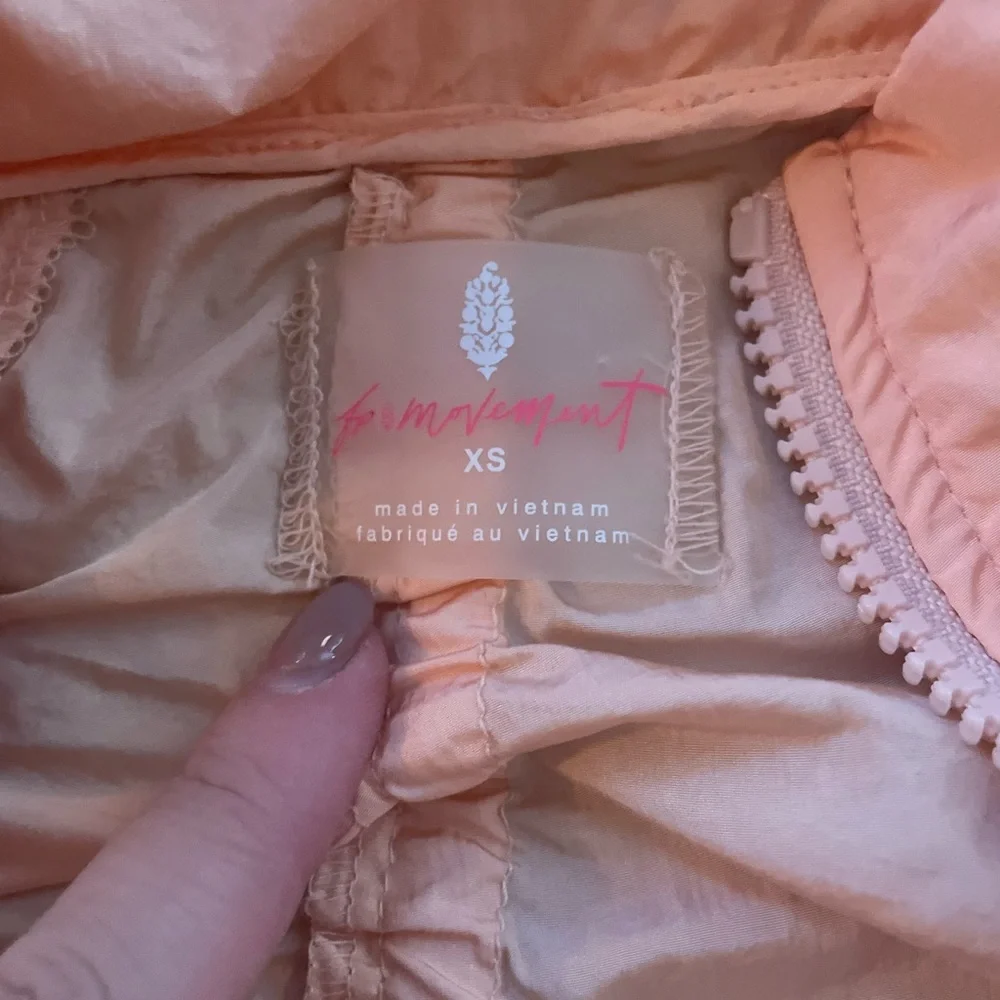 fp movement
XS
made in vietnam
fabriqué au vietnam